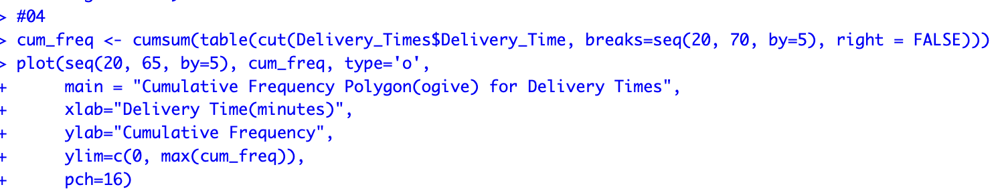 > #04
> cum_freq <- cumsum(table(cut(Delivery_Times$Delivery_Time, breaks=seq(20, 70, by=5), right = FALSE)))
> plot(seq(20, 65, by=5), cum_freq, type='o',
+      main = "Cumulative Frequency Polygon(ogive) for Delivery Times",
+      xlab="Delivery Time(minutes)",
+      ylab="Cumulative Frequency",
+      ylim=c(0, max(cum_freq)),
+      pch=16)